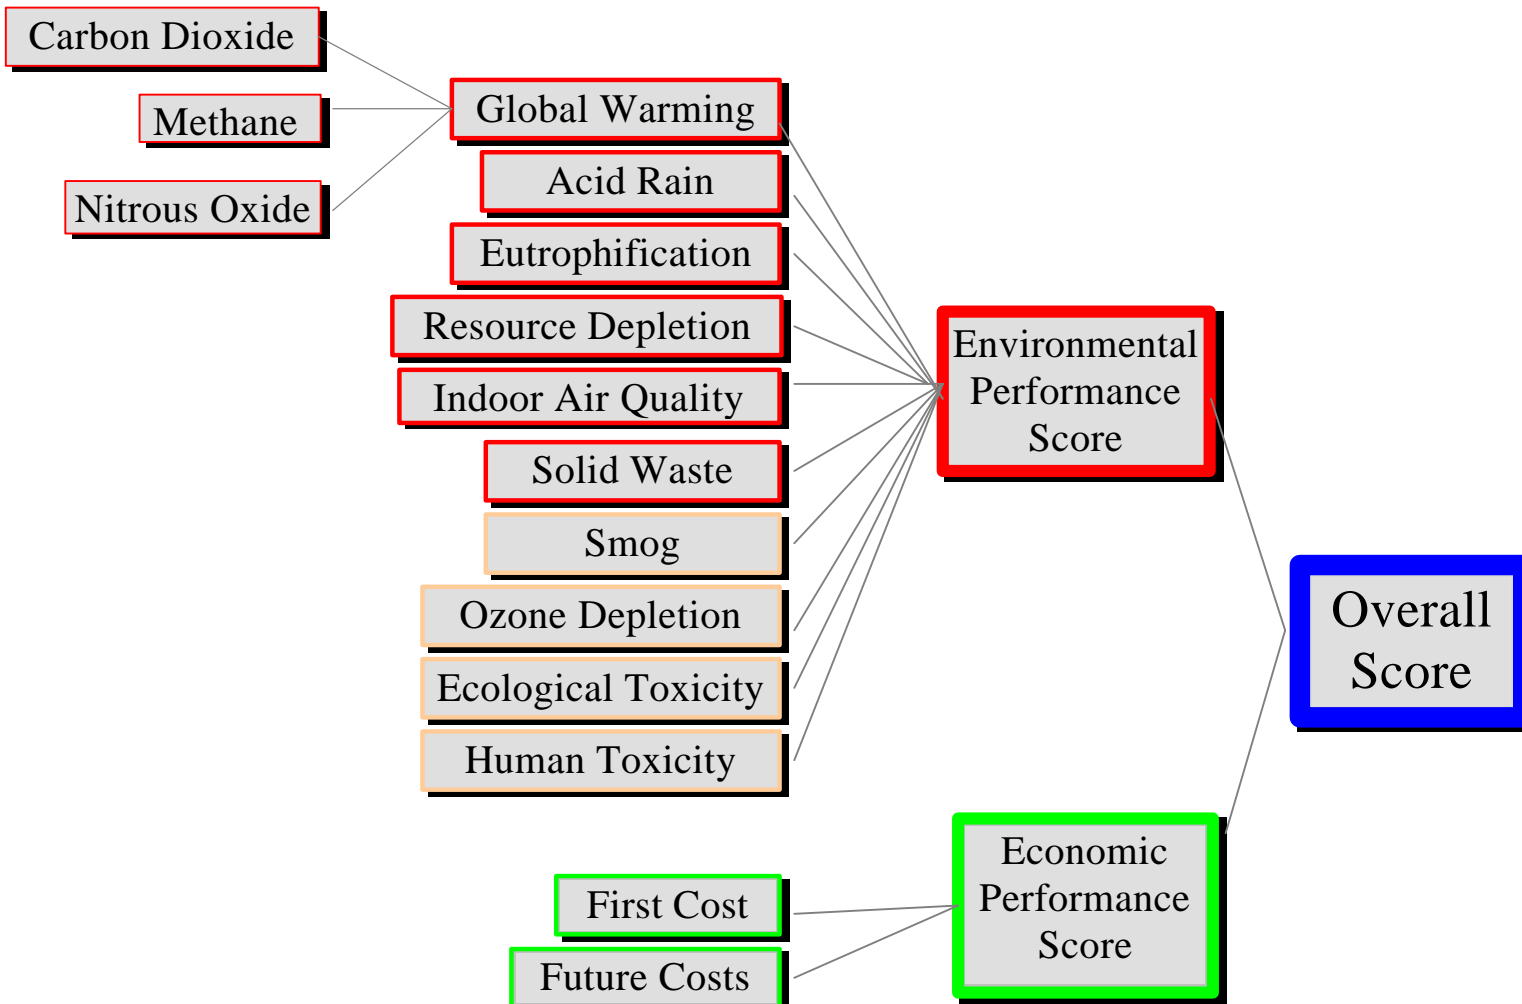 Carbon Dioxide
Methane
Nitrous Oxide
Global Warming
Acid Rain
Eutrophification
Resource Depletion
Indoor Air Quality
Solid Waste
Smog
Ozone Depletion
Ecological Toxicity
Human Toxicity
First Cost
Future Costs
Environmental
Performance
Score
Economic
Performance
Score
Overall
Score